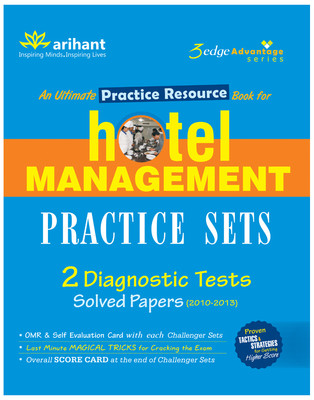 arihant
Inspiring Minds, Inspiring Lives
3edge Advantage
series
An Ultimate Practice Resource Book for
hotel
MANAGEMENT
PRACTICE SETS
2 Diagnostic Tests
Solved Papers (2010-2013)
• OMR & Self Evaluation Card with each Challenger Sets
• Last Minute MAGICAL TRICKS for Cracking the Exam
• Overall SCORE CARD at the end of Challenger Sets
Proven
TACTICS &
STRATEGIES
for Getting
Higher Score